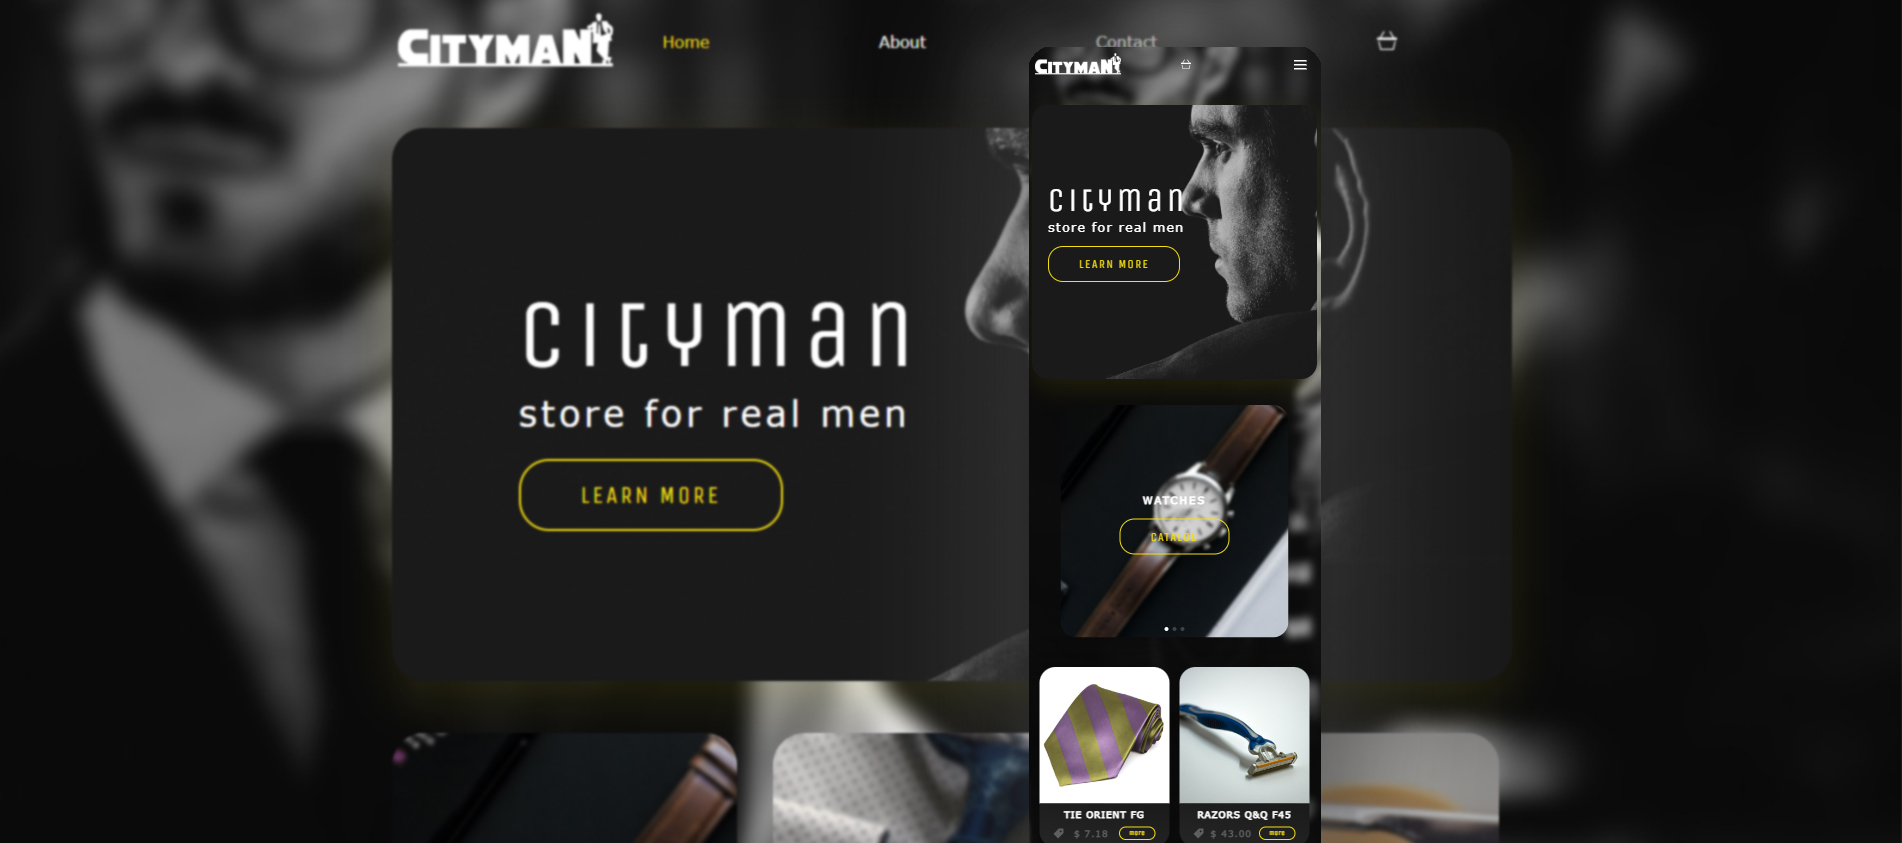 CITYMAN
Home
About
Contact
cityman
store for real men
LEARN MORE
CITYMAN
cityman
store for real men
LEARN MORE
WATCHES
CATALOG
TIE ORIENT FG
$ 7.18
more
RAZORS Q&Q F45
$ 43.00
more